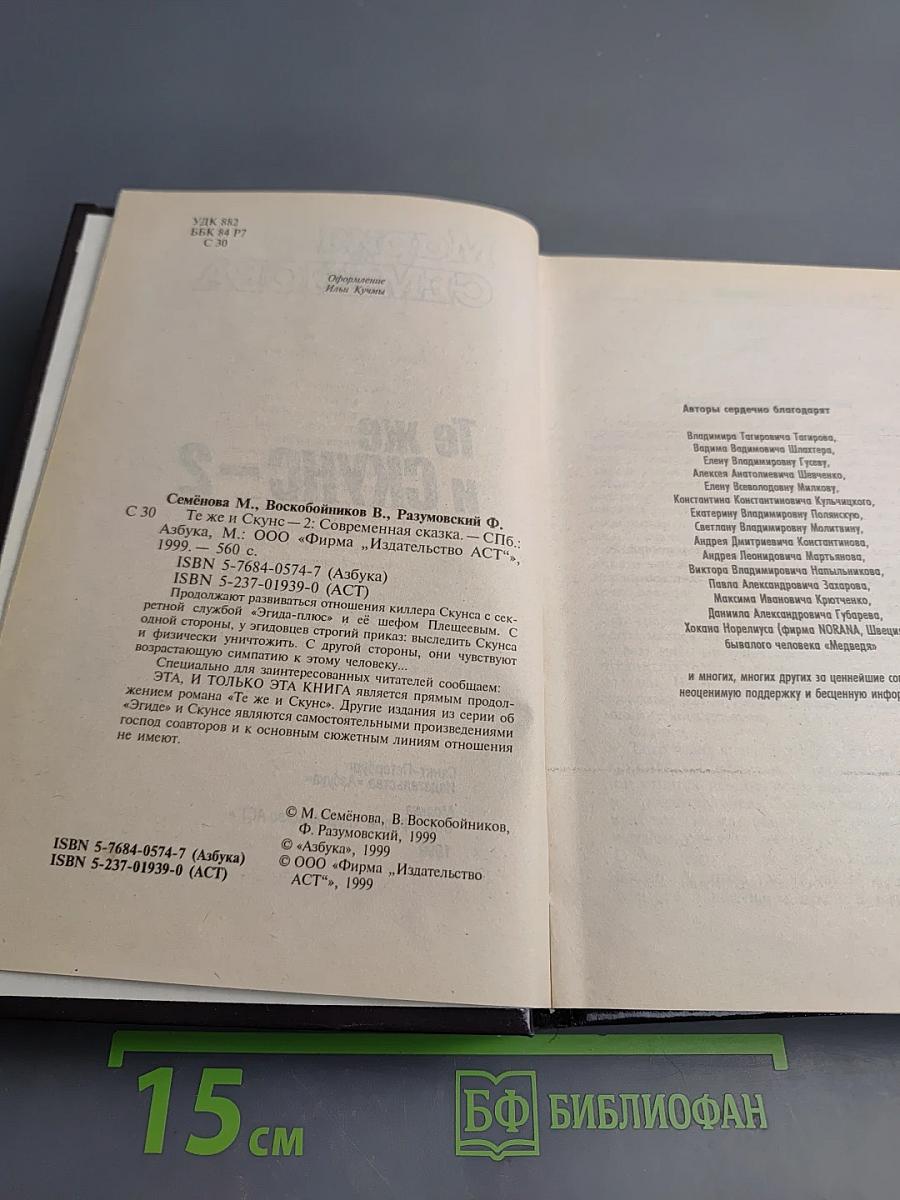 УДК 882
ББК 84 Р7
С 30
Оформление
Ильи Кучмы
Семёнова М., Воскобойников В., Разумовский Ф.
С 30 Те же и Скунс — 2: Современная сказка. — СПб.:
Азбука, М.: ООО «Фирма „Издательство АСТ“»,
1999. — 560 с.
ISBN 5-7684-0574-7 (Азбука)
ISBN 5-237-01939-0 (АСТ)
Продолжают развиваться отношения киллера Скунса с сек-
ретной службой «Эгида-плюс» и её шефом Плещеевым. С
одной стороны, у эгидовцев строгий приказ: выследить Скунса
и физически уничтожить. С другой стороны, они чувствуют
возрастающую симпатию к этому человеку...
Специально для заинтересованных читателей сообщаем:
ЭТА, И ТОЛЬКО ЭТА КНИГА является прямым продол-
жением романа «Те же и Скунс». Другие издания из серии об
«Эгиде» и Скунсе являются самостоятельными произведениями
господ соавторов и к основным сюжетным линиям отношения
не имеют.
© М. Семёнова, В. Воскобойников,
Ф. Разумовский, 1999
© «Азбука», 1999
© ООО «Фирма „Издательство
АСТ“», 1999
ISBN 5-7684-0574-7 (Азбука)
ISBN 5-237-01939-0 (АСТ)
Авторы сердечно благодарят
Владимира Тагировича Тагирова,
Вадима Вадимовича Шлахтера,
Елену Владимировну Гусеву,
Алексея Анатолиевича Шевченко,
Елену Всеволодовну Милкову,
Константина Константиновича Кульчицкого,
Екатерину Владимировну Полянскую,
Светлану Владимировну Молитвину,
Андрея Дмитриевича Константинова,
Андрея Леонидовича Мартьянова,
Виктора Владимировича Напыльникова,
Павла Александровича Захарова,
Максима Ивановича Крютченко,
Даниила Александровича Губарева,
Хокана Норелиуса (фирма NORANA, Швеция
бывалого человека «Медведя»
и многих, многих других за ценнейшие со
неоценимую поддержку и бесценную инфор
15 см
БФ БИБЛИОФАН